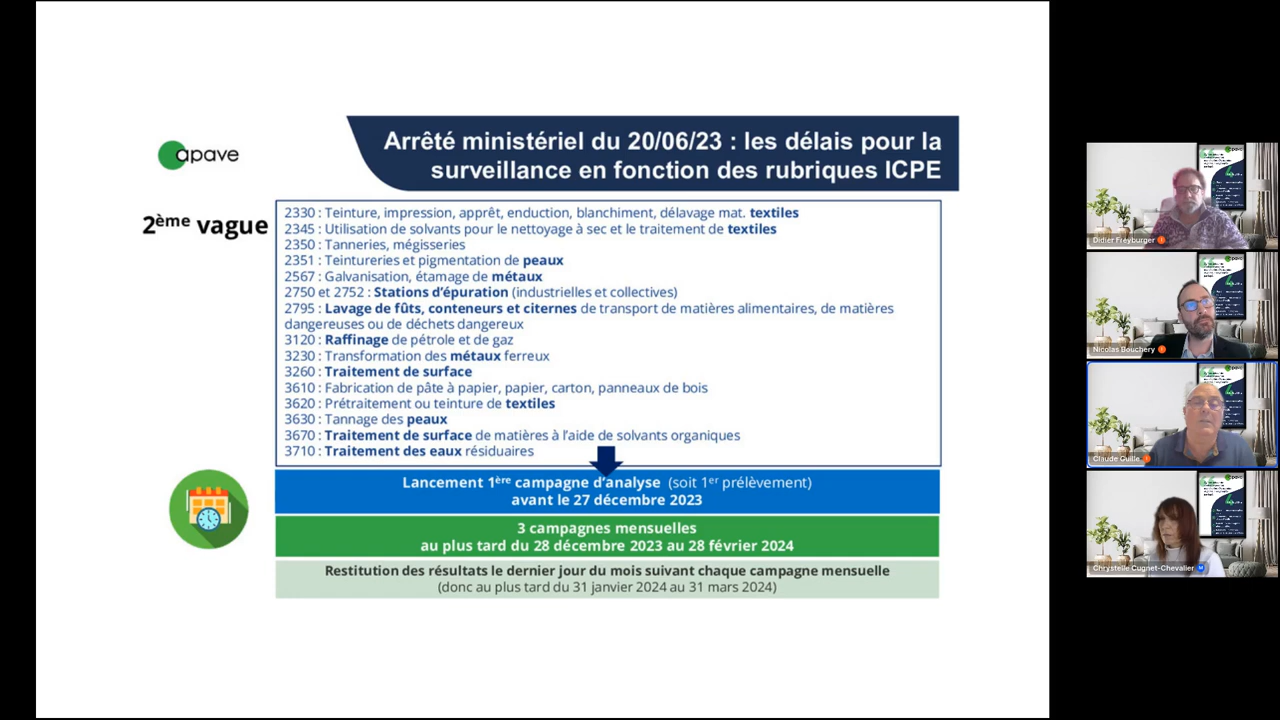 apave
Arrêté ministériel du 20/06/23 : les délais pour la
surveillance en fonction des rubriques ICPE
2ème vague
2330 : Teinture, impression, apprêt, enduction, blanchiment, délavage mat. textiles
2345 : Utilisation de solvants pour le nettoyage à sec et le traitement de textiles
2350 : Tanneries, mégisseries
2351 : Teintureries et pigmentation de peaux
2567 : Galvanisation, étamage de métaux
2750 et 2752 : Stations d'épuration (industrielles et collectives)
2795 : Lavage de fûts, conteneurs et citernes de transport de matières alimentaires, de matières
dangereuses ou de déchets dangereux
3120 : Raffinage de pétrole et de gaz
3230 : Transformation des métaux ferreux
3260 : Traitement de surface
3610 : Fabrication de pâte à papier, papier, carton, panneaux de bois
3620 : Prétraitement ou teinture de textiles
3630 : Tannage des peaux
3670 : Traitement de surface de matières à l'aide de solvants organiques
3710 : Traitement des eaux résiduaires
Lancement 1ère campagne d'analyse (soit 1er prélèvement)
avant le 27 décembre 2023
3 campagnes mensuelles
au plus tard du 28 décembre 2023 au 28 février 2024
Restitution des résultats le dernier jour du mois suivant chaque campagne mensuelle
(donc au plus tard du 31 janvier 2024 au 31 mars 2024)
Didier Freyburger
Nicolas Bouchery
Claude Guille
Chrystelle Cugnet-Chevalier